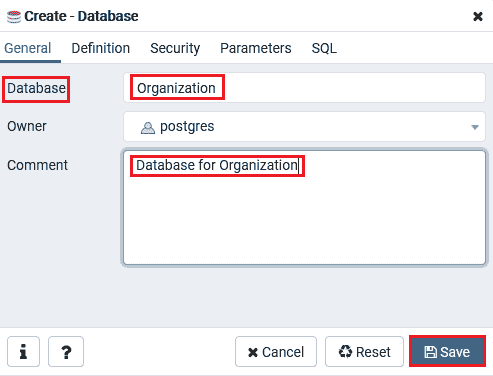 Create - Database
General Definition Security Parameters SQL
Database Organization
Owner postgres
Comment Database for Organization
i ? Cancel Reset Save